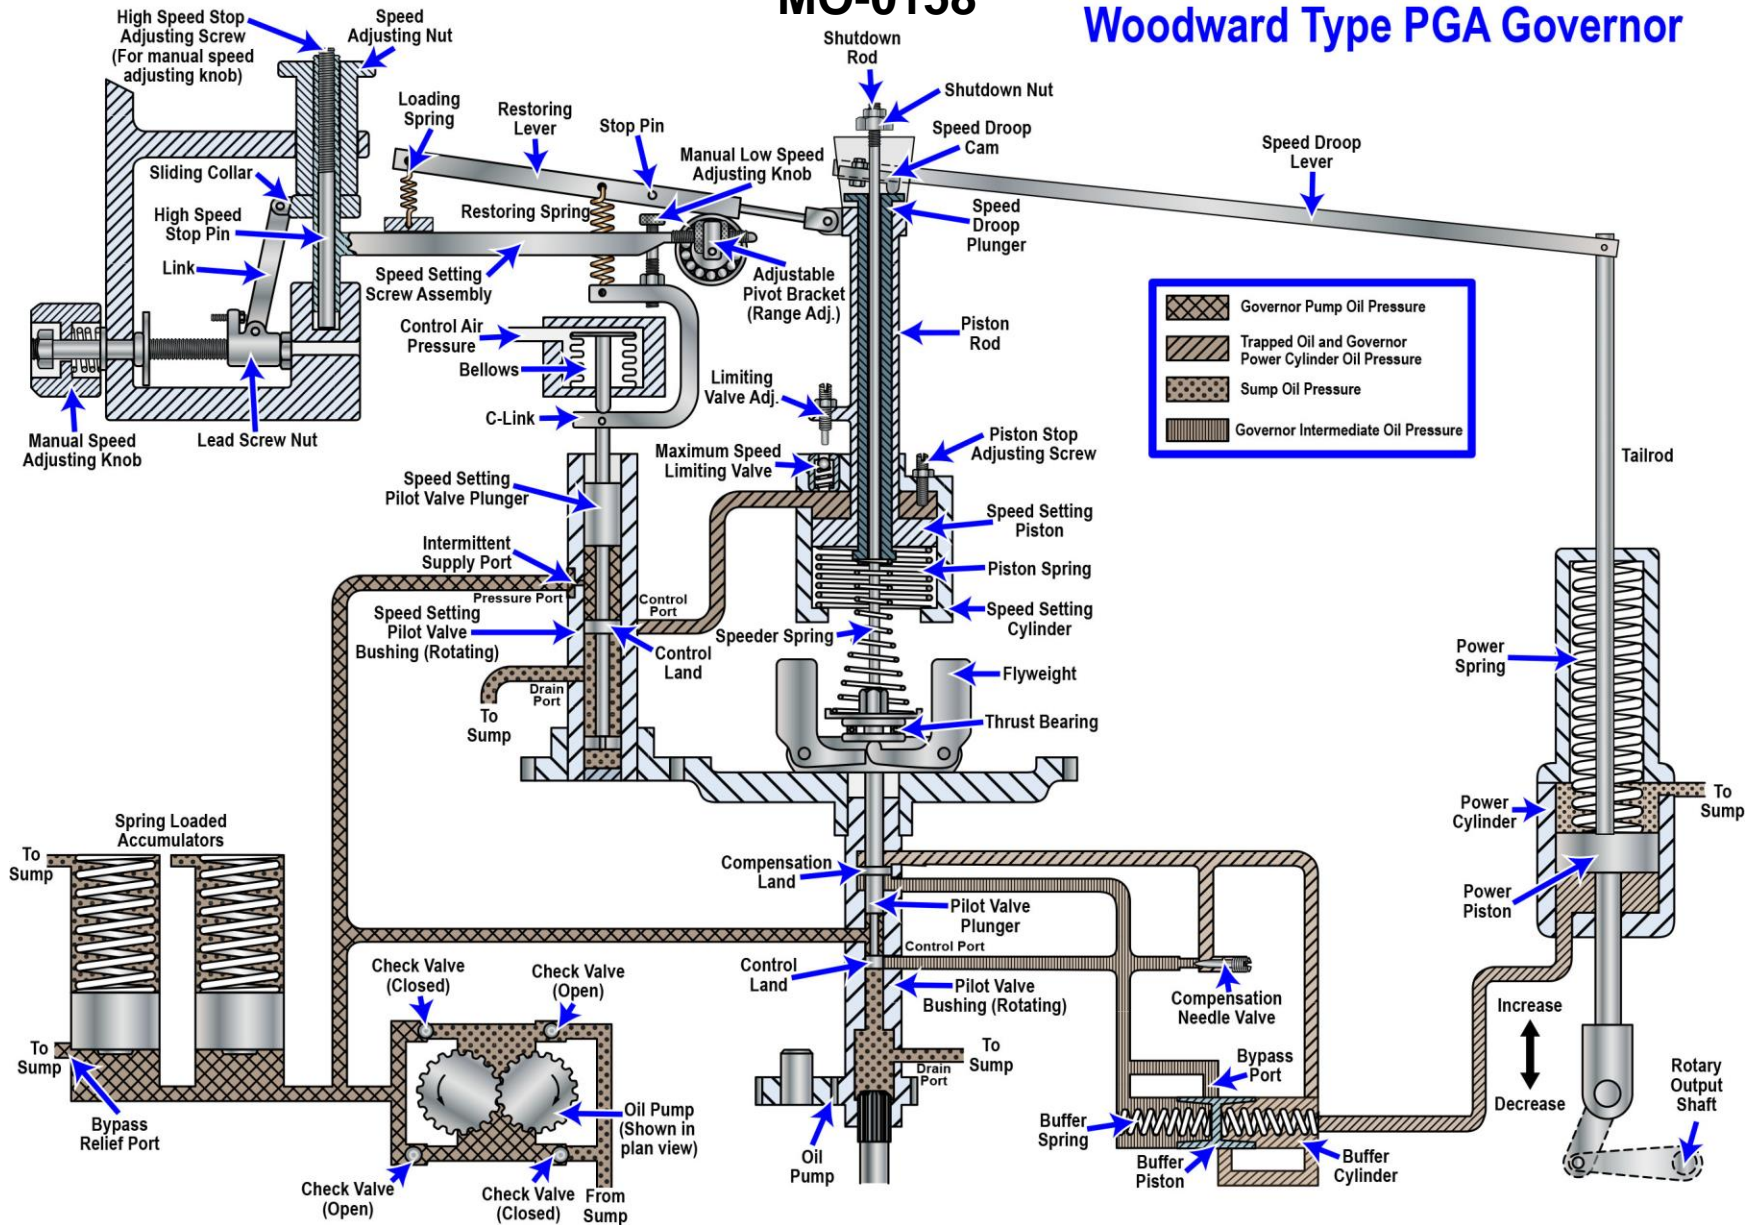 MO-0138
Woodward Type PGA Governor
High Speed Stop
Adjusting Screw
(For manual speed
adjusting knob)
Speed
Adjusting Nut
Loading
Spring
Restoring
Lever
Stop Pin
Manual Low Speed
Adjusting Knob
Shutdown
Rod
Shutdown Nut
Speed Droop
Cam
Speed Droop
Lever
Sliding Collar
High Speed
Stop Pin
Link
Restoring Spring
Speed
Droop
Plunger
Speed Setting
Screw Assembly
Adjustable
Pivot Bracket
(Range Adj.)
Control Air
Pressure
Bellows
C-Link
Piston
Rod
Limiting
Valve Adj.
Manual Speed
Adjusting Knob
Lead Screw Nut
Maximum Speed
Limiting Valve
Piston Stop
Adjusting Screw
Governor Pump Oil Pressure
Trapped Oil and Governor
Power Cylinder Oil Pressure
Sump Oil Pressure
Governor Intermediate Oil Pressure
Tailrod
Speed Setting
Pilot Valve Plunger
Speed Setting
Piston
Intermittent
Supply Port
Pressure Port
Control
Port
Piston Spring
Speed Setting
Pilot Valve
Bushing (Rotating)
Control
Land
Speeder Spring
Speed Setting
Cylinder
Drain
Port
To
Sump
Flyweight
Thrust Bearing
Power
Spring
Power
Cylinder
To
Sump
Power
Piston
Spring Loaded
Accumulators
To
Sump
Compensation
Land
Pilot Valve
Plunger
Control Port
Control
Land
Pilot Valve
Bushing (Rotating)
Compensation
Needle Valve
Check Valve
(Closed)
Check Valve
(Open)
To
Sump
Bypass
Relief Port
Oil Pump
(Shown in
plan view)
Check Valve
(Open)
Check Valve
(Closed)
From
Sump
To
Sump
Drain
Port
Oil
Pump
Bypass
Port
Buffer
Spring
Buffer
Piston
Buffer
Cylinder
Increase
Decrease
Rotary
Output
Shaft